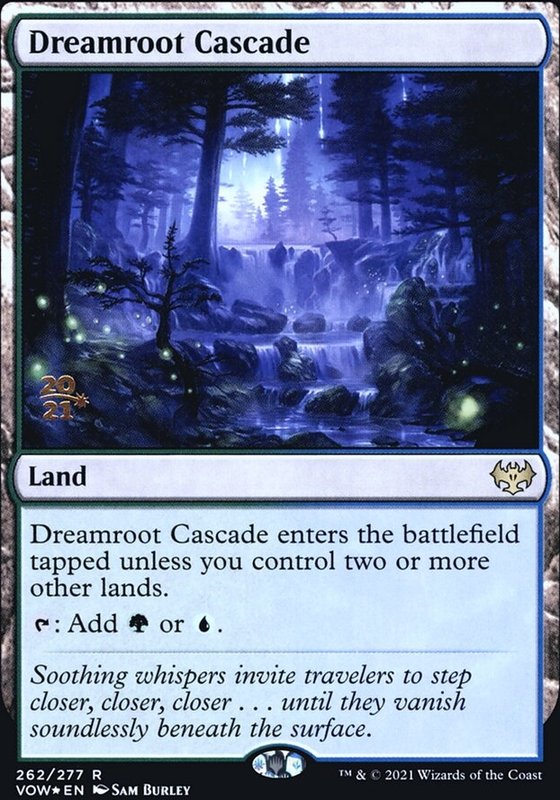 Dreamroot Cascade
20
21
Land
Dreamroot Cascade enters the battlefield
tapped unless you control two or more
other lands.
: Add or .
Soothing whispers invite travelers to step
closer, closer, closer . . . until they vanish
soundlessly beneath the surface.
262/277 R
VOW★EN Sam Burley
™ & © 2021 Wizards of the Coast